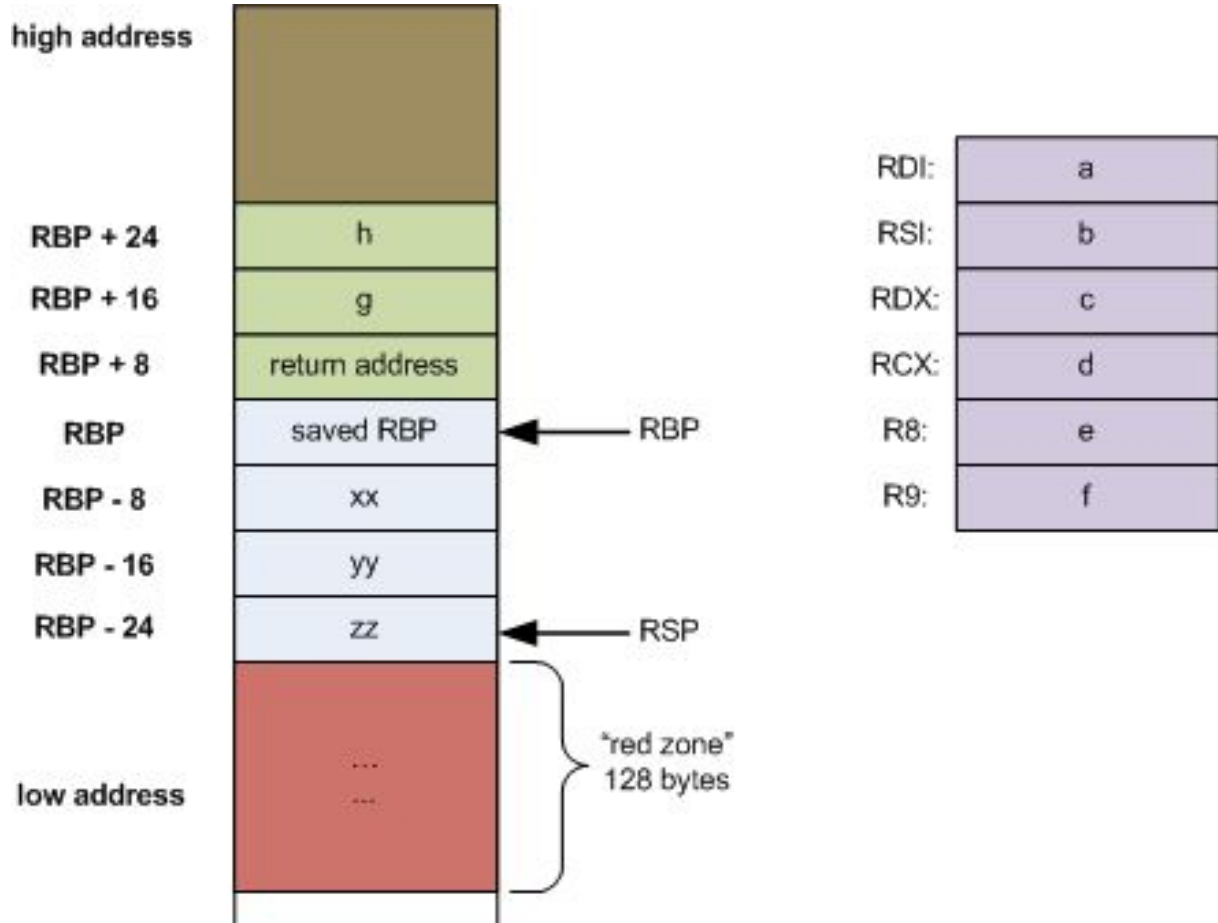 high address
RDI: a
RBP + 24 h RSI: b
RBP + 16 g RDX: c
RBP + 8 return address RCX: d
RBP saved RBP RBP R8: e
RBP - 8 xx R9: f
RBP - 16 yy
RBP - 24 zz RSP
“red zone”
...
128 bytes
low address
...